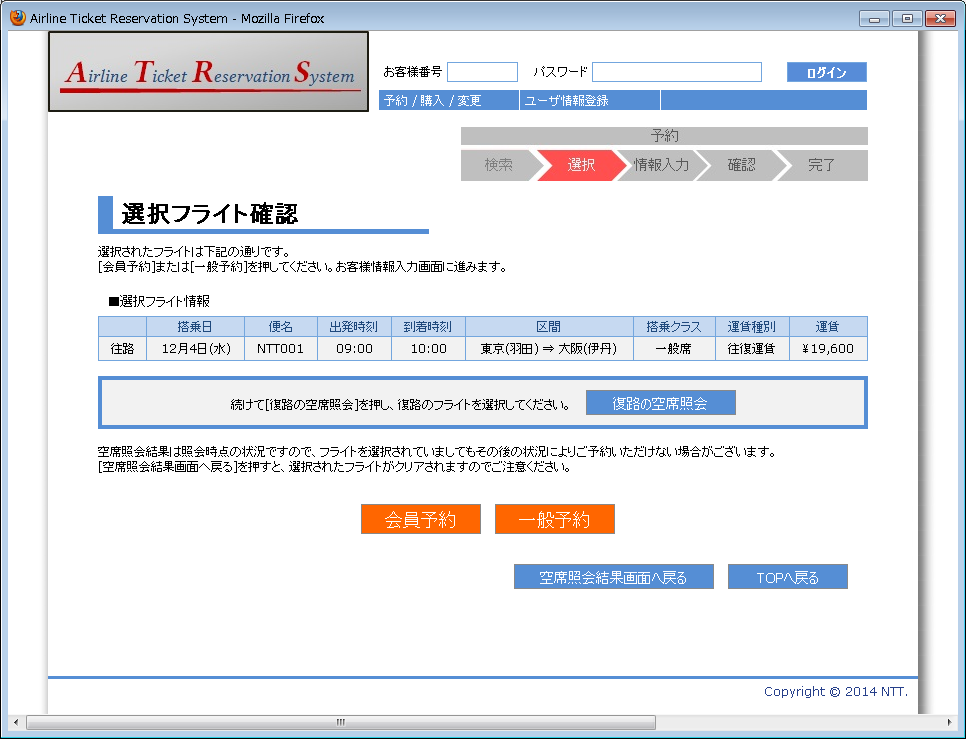 Airline Ticket Reservation System - Mozilla Firefox
Airline Ticket Reservation System
お客様番号 パスワード ログイン
予約 / 購入 / 変更 ユーザ情報登録
予約
検索 選択 情報入力 確認 完了
選択フライト確認
選択されたフライトは下記の通りです。
[会員予約]または[一般予約]を押してください。お客様情報入力画面に進みます。
■選択フライト情報
搭乗日 便名 出発時刻 到着時刻 区間 搭乗クラス 運賃種別 運賃
往路 12月4日(水) NTT001 09:00 10:00 東京(羽田) ⇒ 大阪(伊丹) 一般席 往復運賃 ¥19,600
続けて[復路の空席照会]を押し、復路のフライトを選択してください。 復路の空席照会
空席照会結果は照会時点の状況ですので、フライトを選択されていましてもその後の状況によりご予約いただけない場合がございます。
[空席照会結果画面へ戻る]を押すと、選択されたフライトがクリアされますのでご注意ください。
会員予約 一般予約
空席照会結果画面へ戻る TOPへ戻る
Copyright © 2014 NTT.